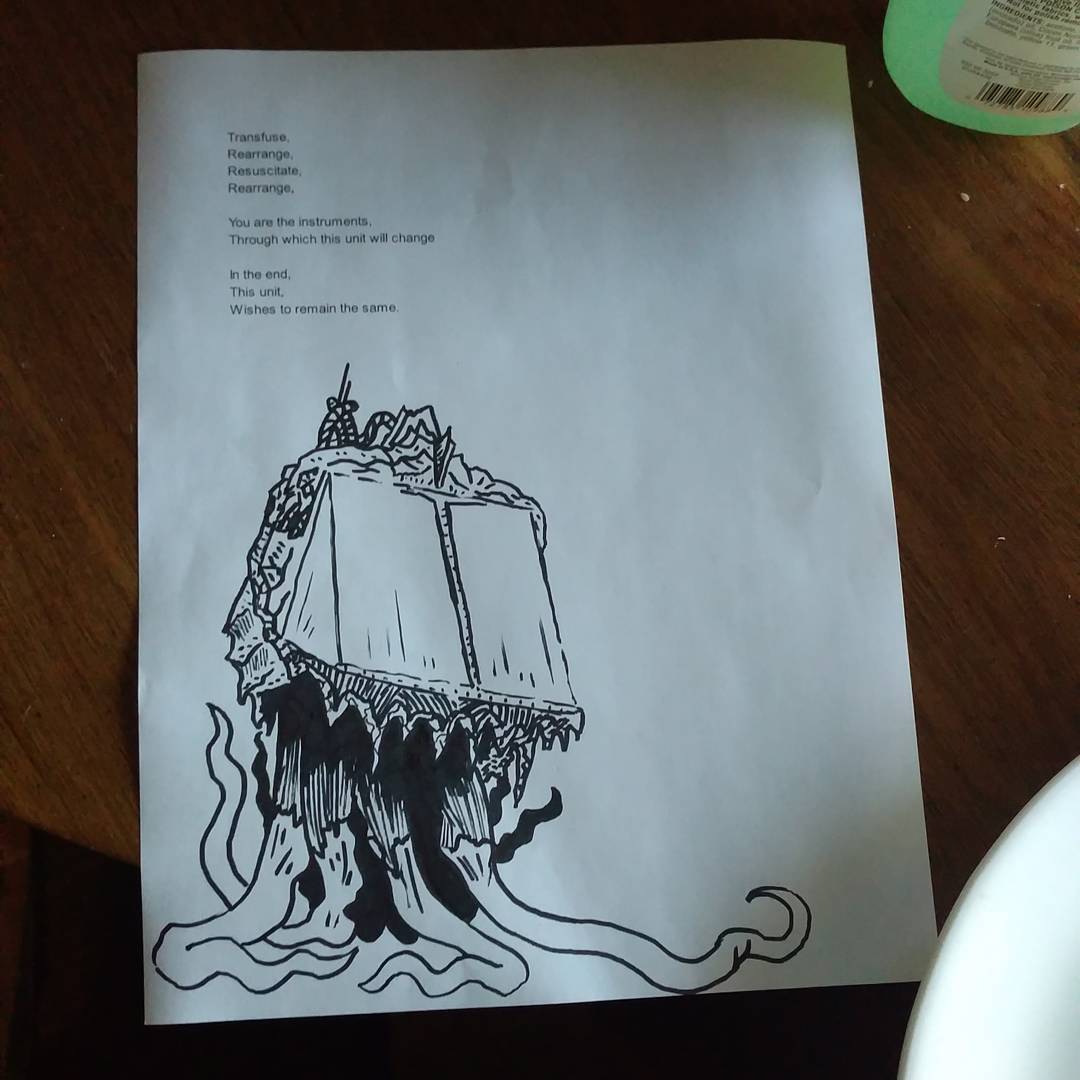 Transfuse,
Rearrange,
Resuscitate,
Rearrange,
You are the instruments,
Through which this unit will change
In the end,
This unit,
Wishes to remain the same.
INGREDIENTS: